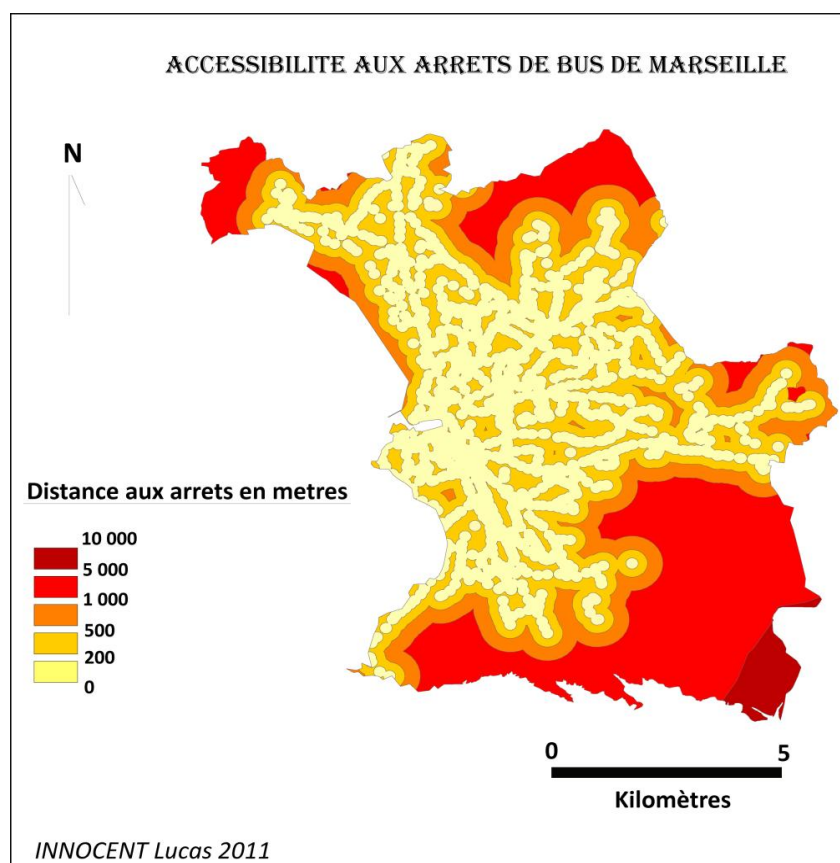 ACCESSIBILITE AUX ARRETS DE BUS DE MARSEILLE
N
Distance aux arrets en metres
10 000
5 000
1 000
500
200
0
0 5
Kilomètres
INNOCENT Lucas 2011